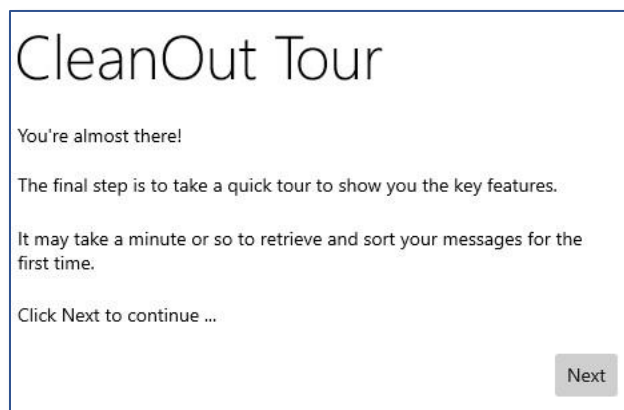 CleanOut Tour
You're almost there!
The final step is to take a quick tour to show you the key features.
It may take a minute or so to retrieve and sort your messages for the
first time.
Click Next to continue ...
Next